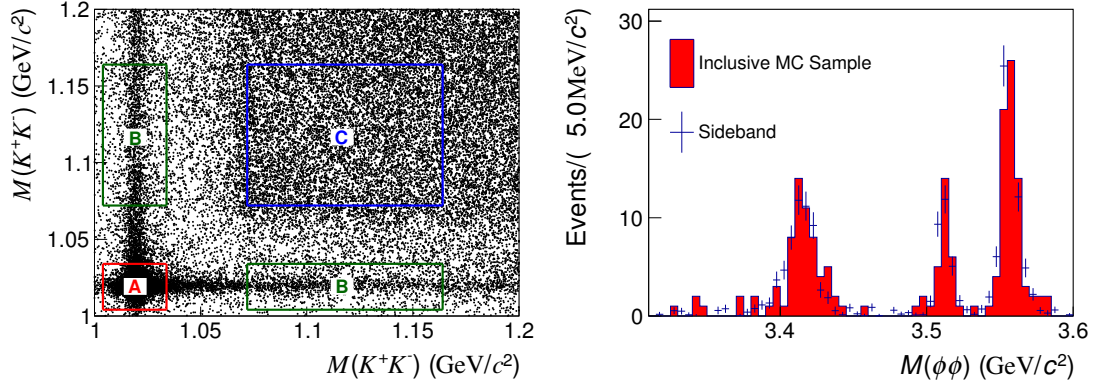 M(K⁺K⁻) (GeV/c²)
1.2
1.15
1.1
1.05
1
B
C
A
B
1 1.05 1.1 1.15 1.2
M(K⁺K⁻) (GeV/c²)
Events/( 5.0 MeV/c²)
30
20
10
0
Inclusive MC Sample
Sideband
3.4 3.5 3.6
M(ϕϕ) (GeV/c²)